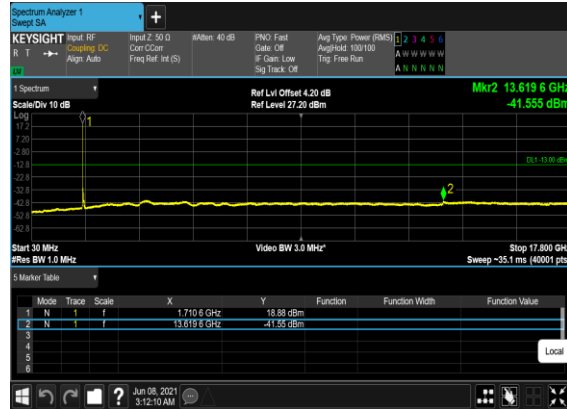 Spectrum Analyzer 1
Swept SA
+
KEYSIGHT Input: RF Input Z: 50 Ω #Atten: 40 dB PNO: Fast Avg Type: Power (RMS) 1 2 3 4 5 6
R T Coupling: DC Corr CCorr Gate: Off Avg|Hold: 100/100 A W W W W W
Align: Auto Freq Ref: Int (S) IF Gain: Low Trig: Free Run
Sig Track: Off A N N N N N
1 Spectrum Ref Lvl Offset 4.20 dB Mkr2 13.619 6 GHz
Scale/Div 10 dB Ref Level 27.20 dBm -41.555 dBm
Log
17.2
7.20
-2.80
-12.8
-22.8
-32.8
-42.8
-52.8
-62.8
1
DL1 -13.00 dBm
2
Start 30 MHz Video BW 3.0 MHz* Stop 17.800 GHz
#Res BW 1.0 MHz Sweep ~35.1 ms (40001 pts)
5 Marker Table
Mode Trace Scale X Y Function Function Width Function Value
1 N 1 f 1.710 6 GHz 18.88 dBm
2 N 1 f 13.619 6 GHz -41.55 dBm
3
4
5
6
Local
? Jun 08, 2021
3:12:10 AM